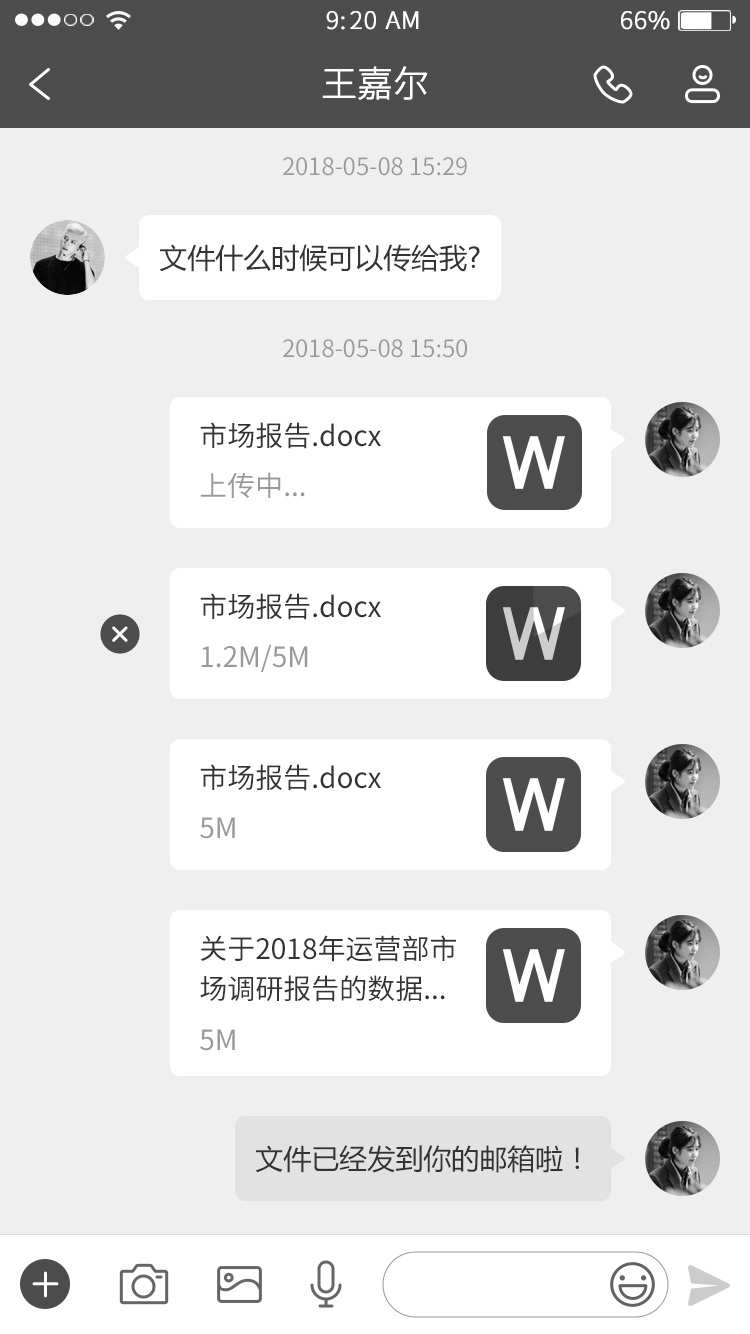 9:20 AM
66%
王嘉尔
2018-05-08 15:29
文件什么时候可以传给我?
2018-05-08 15:50
市场报告.docx
W
上传中...
市场报告.docx
W
1.2M/5M
市场报告.docx
W
5M
关于2018年运营部市
场调研报告的数据...
W
5M
文件已经发到你的邮箱啦！